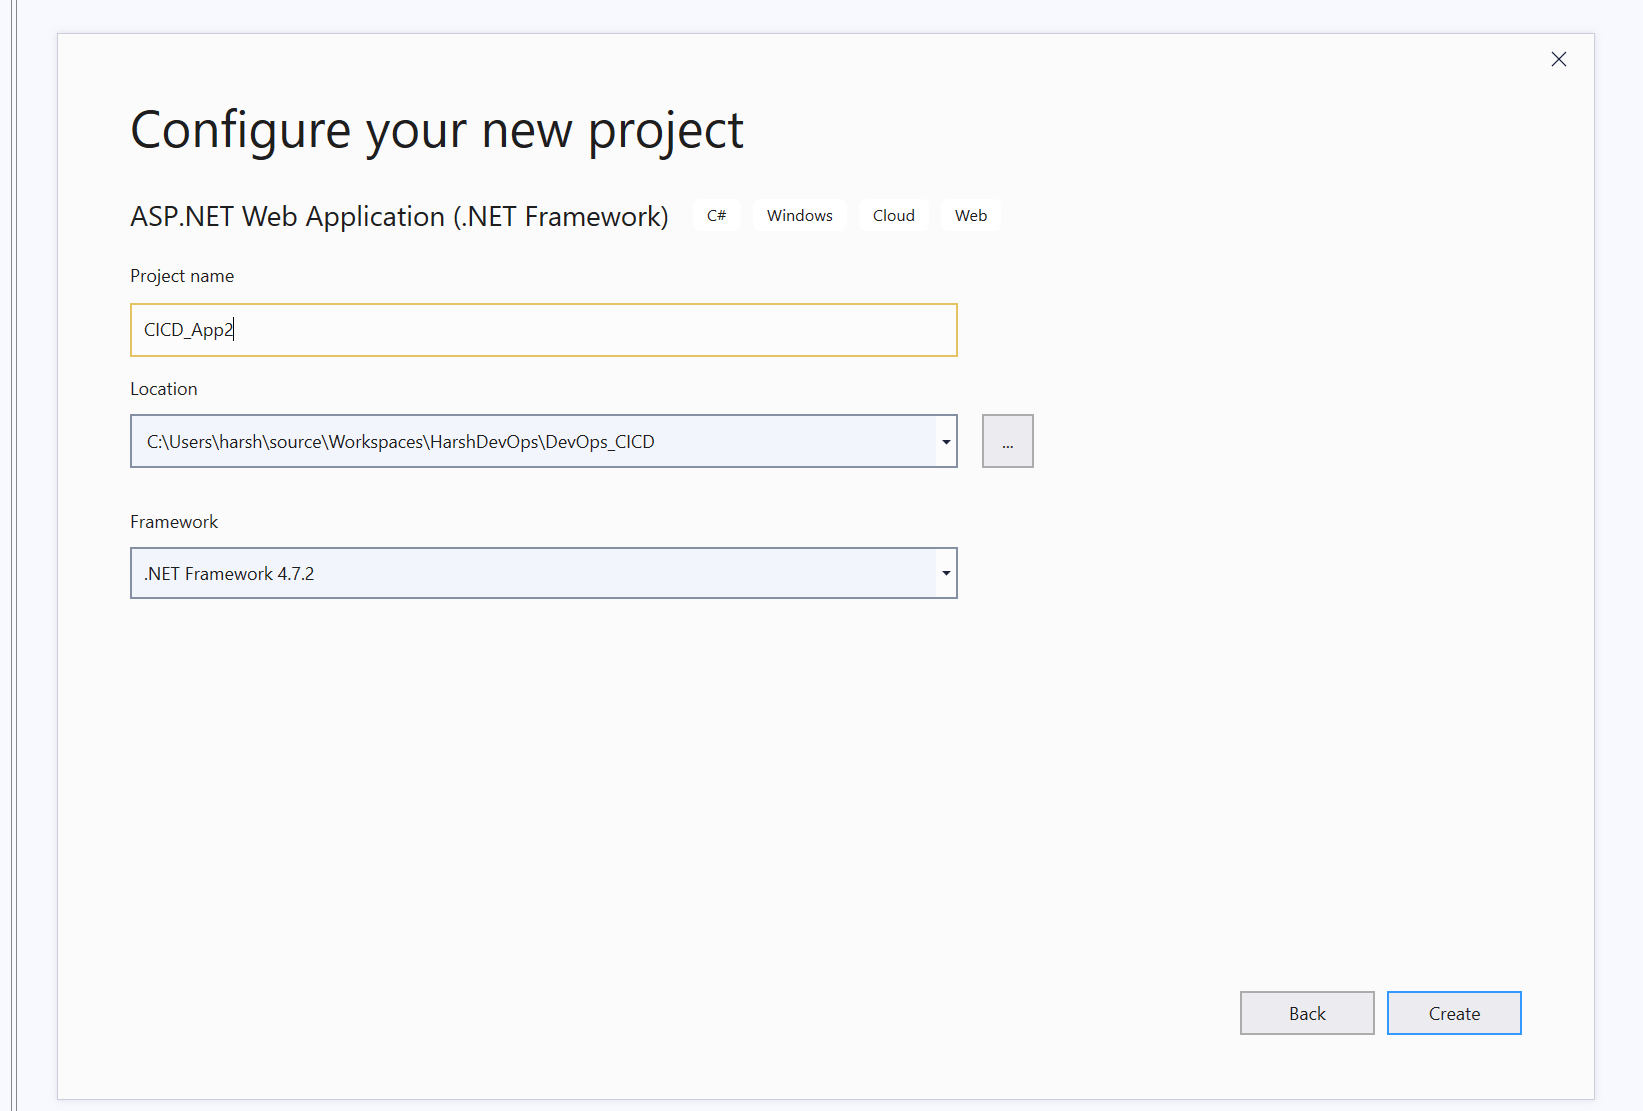 Configure your new project
ASP.NET Web Application (.NET Framework) C# Windows Cloud Web
Project name
CICD_App2
Location
C:\Users\harsh\source\Workspaces\HarshDevOps\DevOps_CICD ...
Framework
.NET Framework 4.7.2
Back Create